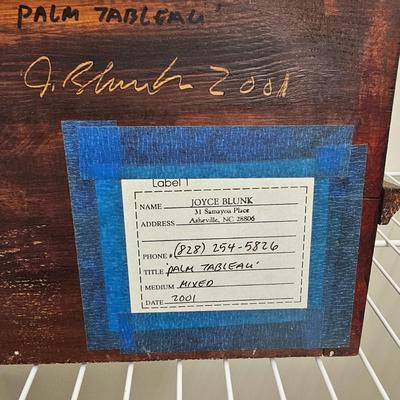 'PALM TABLEAU'
J. Blunk 2001
Label 1
NAME JOYCE BLUNK
31 Samayoa Place
ADDRESS Asheville, NC 28806
PHONE # (828) 254-5826
TITLE 'PALM TABLEAU'
MEDIUM MIXED
DATE 2001